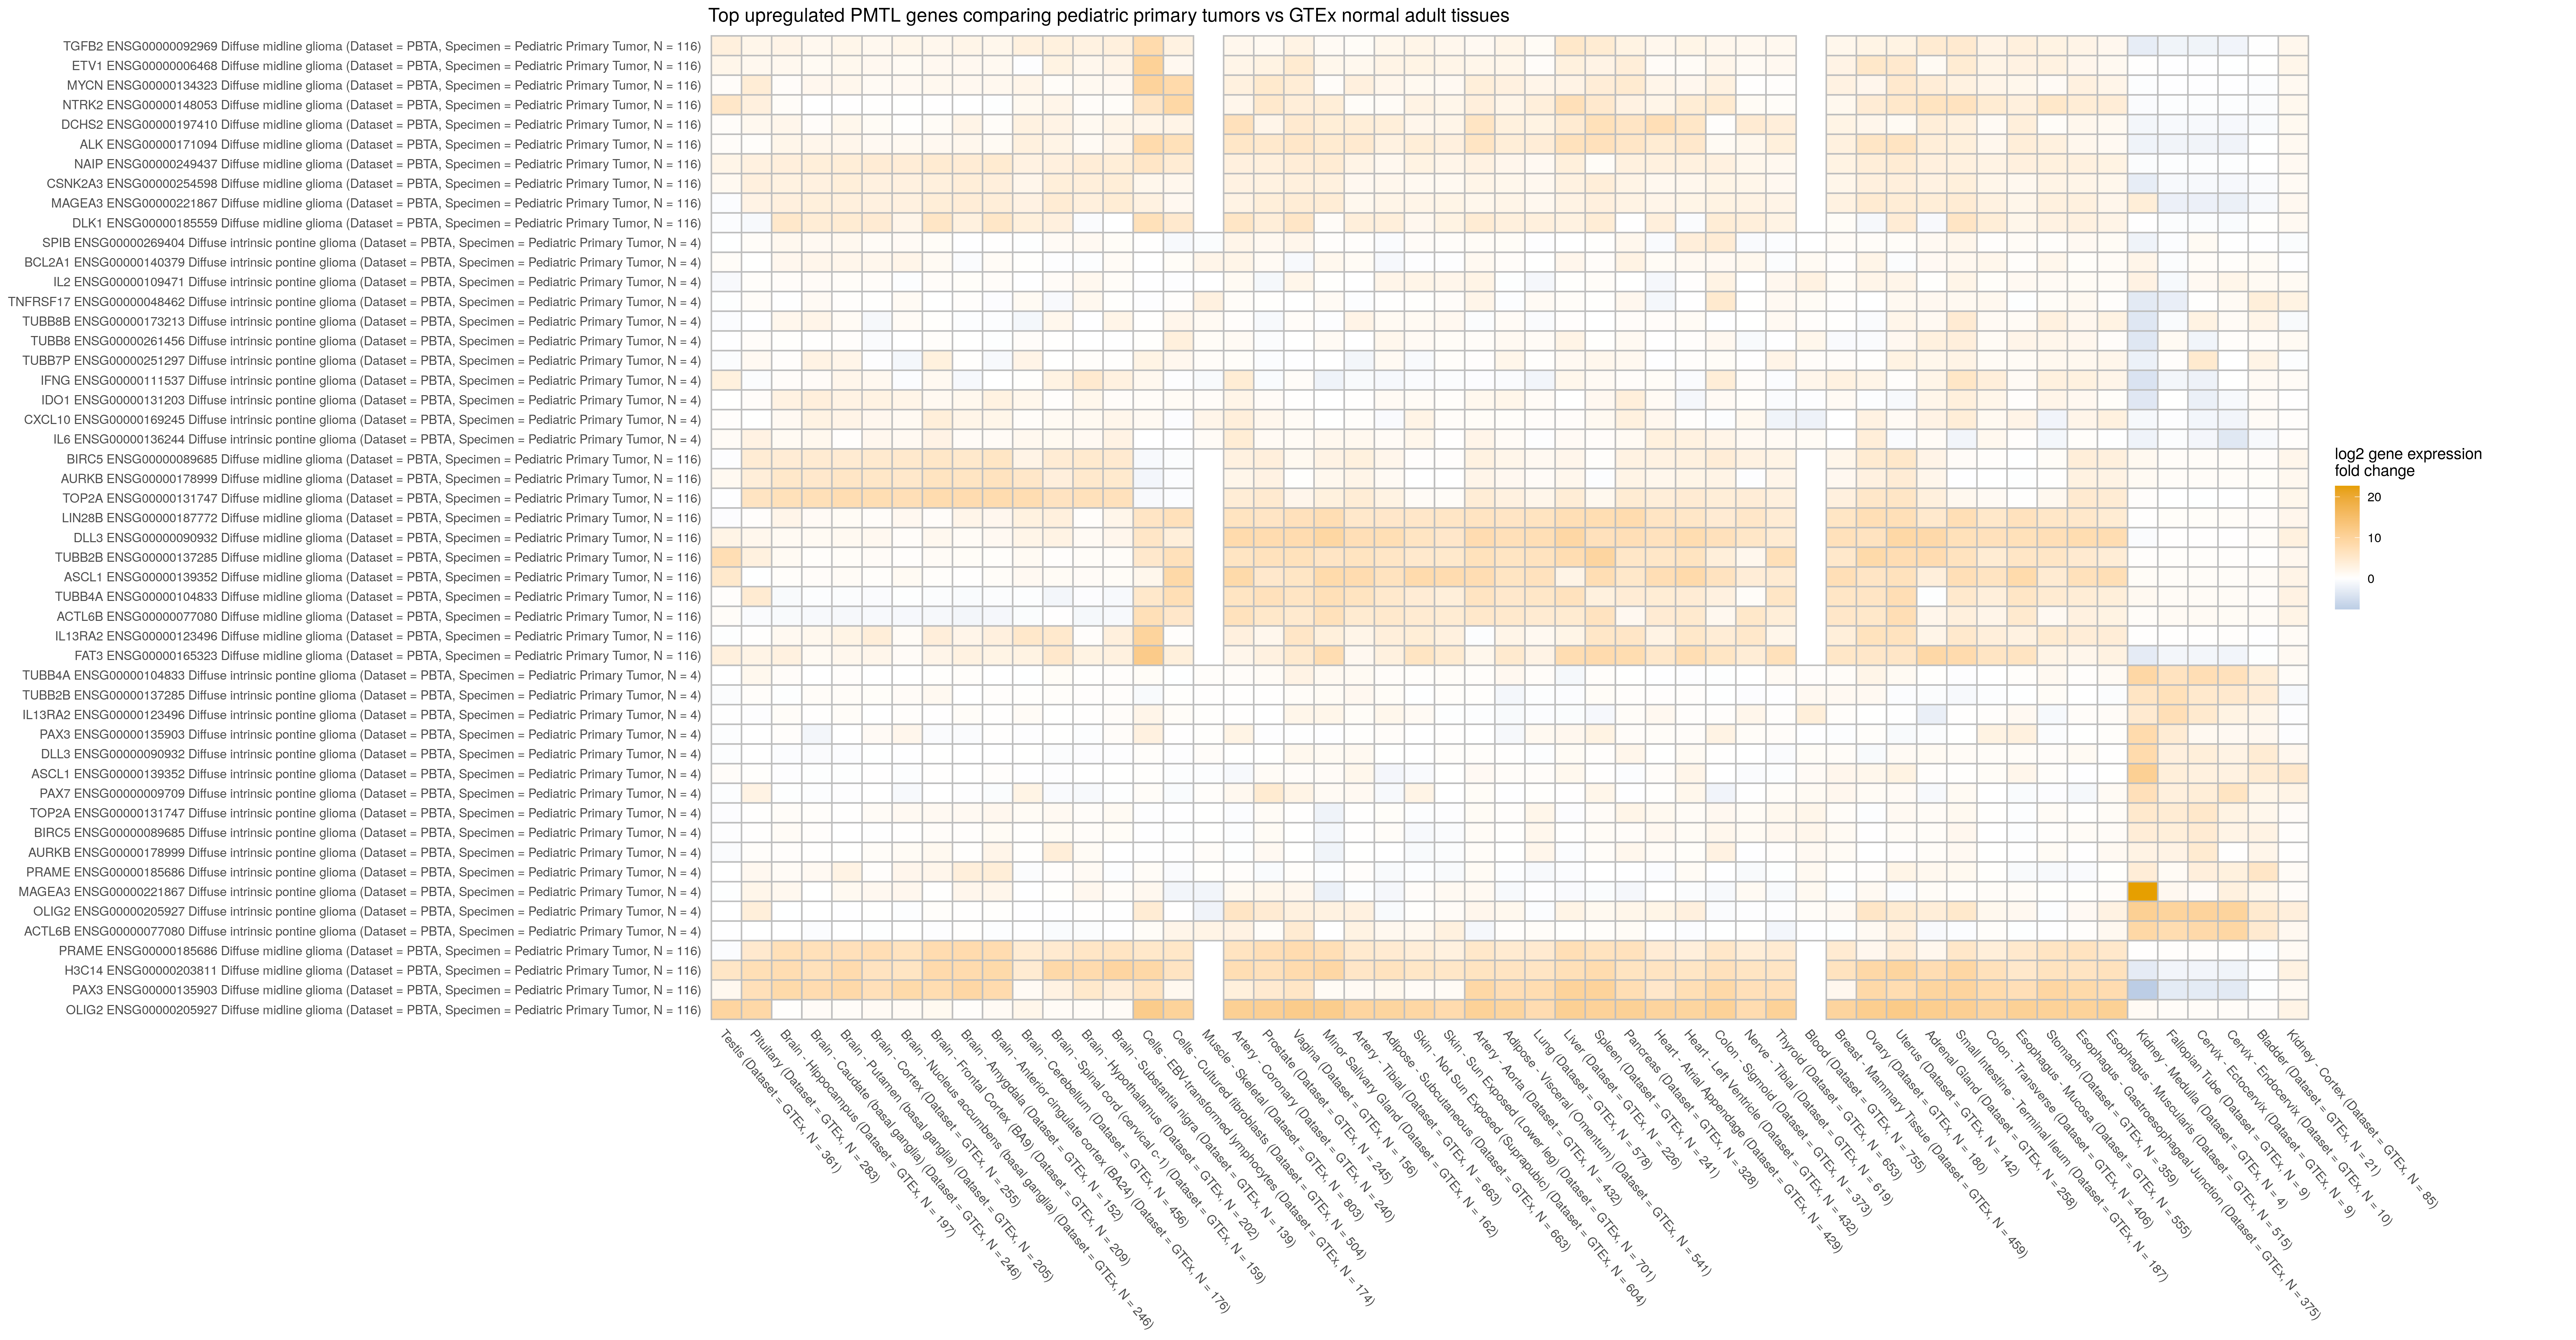 Top upregulated PMTL genes comparing pediatric primary tumors vs GTEx normal adult tissues
TGFB2 ENSG00000092969 Diffuse midline glioma (Dataset = PBTA, Specimen = Pediatric Primary Tumor, N = 116)
ETV1 ENSG00000006468 Diffuse midline glioma (Dataset = PBTA, Specimen = Pediatric Primary Tumor, N = 116)
MYCN ENSG00000134323 Diffuse midline glioma (Dataset = PBTA, Specimen = Pediatric Primary Tumor, N = 116)
NTRK2 ENSG00000148053 Diffuse midline glioma (Dataset = PBTA, Specimen = Pediatric Primary Tumor, N = 116)
DCHS2 ENSG00000197410 Diffuse midline glioma (Dataset = PBTA, Specimen = Pediatric Primary Tumor, N = 116)
ALK ENSG00000171094 Diffuse midline glioma (Dataset = PBTA, Specimen = Pediatric Primary Tumor, N = 116)
NAIP ENSG00000249437 Diffuse midline glioma (Dataset = PBTA, Specimen = Pediatric Primary Tumor, N = 116)
CSNK2A3 ENSG00000254598 Diffuse midline glioma (Dataset = PBTA, Specimen = Pediatric Primary Tumor, N = 116)
MAGEA3 ENSG00000221867 Diffuse midline glioma (Dataset = PBTA, Specimen = Pediatric Primary Tumor, N = 116)
DLK1 ENSG00000185559 Diffuse midline glioma (Dataset = PBTA, Specimen = Pediatric Primary Tumor, N = 116)
SPIB ENSG00000269404 Diffuse intrinsic pontine glioma (Dataset = PBTA, Specimen = Pediatric Primary Tumor, N = 4)
BCL2A1 ENSG00000140379 Diffuse intrinsic pontine glioma (Dataset = PBTA, Specimen = Pediatric Primary Tumor, N = 4)
IL2 ENSG00000109471 Diffuse intrinsic pontine glioma (Dataset = PBTA, Specimen = Pediatric Primary Tumor, N = 4)
TNFRSF17 ENSG00000048462 Diffuse intrinsic pontine glioma (Dataset = PBTA, Specimen = Pediatric Primary Tumor, N = 4)
TUBB8B ENSG00000173213 Diffuse intrinsic pontine glioma (Dataset = PBTA, Specimen = Pediatric Primary Tumor, N = 4)
TUBB8 ENSG00000261456 Diffuse intrinsic pontine glioma (Dataset = PBTA, Specimen = Pediatric Primary Tumor, N = 4)
TUBB7P ENSG00000251297 Diffuse intrinsic pontine glioma (Dataset = PBTA, Specimen = Pediatric Primary Tumor, N = 4)
IFNG ENSG00000111537 Diffuse intrinsic pontine glioma (Dataset = PBTA, Specimen = Pediatric Primary Tumor, N = 4)
IDO1 ENSG00000131203 Diffuse intrinsic pontine glioma (Dataset = PBTA, Specimen = Pediatric Primary Tumor, N = 4)
CXCL10 ENSG00000169245 Diffuse intrinsic pontine glioma (Dataset = PBTA, Specimen = Pediatric Primary Tumor, N = 4)
IL6 ENSG00000136244 Diffuse intrinsic pontine glioma (Dataset = PBTA, Specimen = Pediatric Primary Tumor, N = 4)
BIRC5 ENSG00000089685 Diffuse midline glioma (Dataset = PBTA, Specimen = Pediatric Primary Tumor, N = 116)
AURKB ENSG00000178999 Diffuse midline glioma (Dataset = PBTA, Specimen = Pediatric Primary Tumor, N = 116)
TOP2A ENSG00000131747 Diffuse midline glioma (Dataset = PBTA, Specimen = Pediatric Primary Tumor, N = 116)
LIN28B ENSG00000187772 Diffuse midline glioma (Dataset = PBTA, Specimen = Pediatric Primary Tumor, N = 116)
DLL3 ENSG00000090932 Diffuse midline glioma (Dataset = PBTA, Specimen = Pediatric Primary Tumor, N = 116)
TUBB2B ENSG00000137285 Diffuse midline glioma (Dataset = PBTA, Specimen = Pediatric Primary Tumor, N = 116)
ASCL1 ENSG00000139352 Diffuse midline glioma (Dataset = PBTA, Specimen = Pediatric Primary Tumor, N = 116)
TUBB4A ENSG00000104833 Diffuse midline glioma (Dataset = PBTA, Specimen = Pediatric Primary Tumor, N = 116)
ACTL6B ENSG00000077080 Diffuse midline glioma (Dataset = PBTA, Specimen = Pediatric Primary Tumor, N = 116)
IL13RA2 ENSG00000123496 Diffuse midline glioma (Dataset = PBTA, Specimen = Pediatric Primary Tumor, N = 116)
FAT3 ENSG00000165323 Diffuse midline glioma (Dataset = PBTA, Specimen = Pediatric Primary Tumor, N = 116)
TUBB4A ENSG00000104833 Diffuse intrinsic pontine glioma (Dataset = PBTA, Specimen = Pediatric Primary Tumor, N = 4)
TUBB2B ENSG00000137285 Diffuse intrinsic pontine glioma (Dataset = PBTA, Specimen = Pediatric Primary Tumor, N = 4)
IL13RA2 ENSG00000123496 Diffuse intrinsic pontine glioma (Dataset = PBTA, Specimen = Pediatric Primary Tumor, N = 4)
PAX3 ENSG00000135903 Diffuse intrinsic pontine glioma (Dataset = PBTA, Specimen = Pediatric Primary Tumor, N = 4)
DLL3 ENSG00000090932 Diffuse intrinsic pontine glioma (Dataset = PBTA, Specimen = Pediatric Primary Tumor, N = 4)
ASCL1 ENSG00000139352 Diffuse intrinsic pontine glioma (Dataset = PBTA, Specimen = Pediatric Primary Tumor, N = 4)
PAX7 ENSG00000009709 Diffuse intrinsic pontine glioma (Dataset = PBTA, Specimen = Pediatric Primary Tumor, N = 4)
TOP2A ENSG00000131747 Diffuse intrinsic pontine glioma (Dataset = PBTA, Specimen = Pediatric Primary Tumor, N = 4)
BIRC5 ENSG00000089685 Diffuse intrinsic pontine glioma (Dataset = PBTA, Specimen = Pediatric Primary Tumor, N = 4)
AURKB ENSG00000178999 Diffuse intrinsic pontine glioma (Dataset = PBTA, Specimen = Pediatric Primary Tumor, N = 4)
PRAME ENSG00000185686 Diffuse intrinsic pontine glioma (Dataset = PBTA, Specimen = Pediatric Primary Tumor, N = 4)
MAGEA3 ENSG00000221867 Diffuse intrinsic pontine glioma (Dataset = PBTA, Specimen = Pediatric Primary Tumor, N = 4)
OLIG2 ENSG00000205927 Diffuse intrinsic pontine glioma (Dataset = PBTA, Specimen = Pediatric Primary Tumor, N = 4)
ACTL6B ENSG00000077080 Diffuse intrinsic pontine glioma (Dataset = PBTA, Specimen = Pediatric Primary Tumor, N = 4)
PRAME ENSG00000185686 Diffuse midline glioma (Dataset = PBTA, Specimen = Pediatric Primary Tumor, N = 116)
H3C14 ENSG00000203811 Diffuse midline glioma (Dataset = PBTA, Specimen = Pediatric Primary Tumor, N = 116)
PAX3 ENSG00000135903 Diffuse midline glioma (Dataset = PBTA, Specimen = Pediatric Primary Tumor, N = 116)
OLIG2 ENSG00000205927 Diffuse midline glioma (Dataset = PBTA, Specimen = Pediatric Primary Tumor, N = 116)
Testis (Dataset = GTEx, N = 361)
Pituitary (Dataset = GTEx, N = 283)
Brain - Hippocampus (Dataset = GTEx, N = 197)
Brain - Caudate (basal ganglia) (Dataset = GTEx, N = 246)
Brain - Putamen (basal ganglia) (Dataset = GTEx, N = 205)
Brain - Cortex (Dataset = GTEx, N = 255)
Brain - Nucleus accumbens (basal ganglia) (Dataset = GTEx, N = 246)
Brain - Frontal Cortex (BA9) (Dataset = GTEx, N = 209)
Brain - Amygdala (Dataset = GTEx, N = 152)
Brain - Anterior cingulate cortex (BA24) (Dataset = GTEx, N = 176)
Brain - Cerebellum (Dataset = GTEx, N = 456)
Brain - Spinal cord (cervical c-1) (Dataset = GTEx, N = 159)
Brain - Hypothalamus (Dataset = GTEx, N = 202)
Brain - Substantia nigra (Dataset = GTEx, N = 139)
Cells - EBV-transformed lymphocytes (Dataset = GTEx, N = 174)
Cells - Cultured fibroblasts (Dataset = GTEx, N = 504)
Muscle - Skeletal (Dataset = GTEx, N = 803)
Artery - Coronary (Dataset = GTEx, N = 240)
Prostate (Dataset = GTEx, N = 245)
Vagina (Dataset = GTEx, N = 156)
Minor Salivary Gland (Dataset = GTEx, N = 162)
Artery - Tibial (Dataset = GTEx, N = 663)
Adipose - Subcutaneous (Dataset = GTEx, N = 663)
Skin - Not Sun Exposed (Suprapubic) (Dataset = GTEx, N = 604)
Skin - Sun Exposed (Lower leg) (Dataset = GTEx, N = 701)
Artery - Aorta (Dataset = GTEx, N = 432)
Adipose - Visceral (Omentum) (Dataset = GTEx, N = 541)
Lung (Dataset = GTEx, N = 578)
Liver (Dataset = GTEx, N = 226)
Spleen (Dataset = GTEx, N = 241)
Pancreas (Dataset = GTEx, N = 328)
Heart - Atrial Appendage (Dataset = GTEx, N = 429)
Heart - Left Ventricle (Dataset = GTEx, N = 432)
Colon - Sigmoid (Dataset = GTEx, N = 373)
Nerve - Tibial (Dataset = GTEx, N = 619)
Thyroid (Dataset = GTEx, N = 653)
Blood (Dataset = GTEx, N = 755)
Breast - Mammary Tissue (Dataset = GTEx, N = 459)
Ovary (Dataset = GTEx, N = 180)
Uterus (Dataset = GTEx, N = 142)
Adrenal Gland (Dataset = GTEx, N = 258)
Small Intestine - Terminal Ileum (Dataset = GTEx, N = 187)
Colon - Transverse (Dataset = GTEx, N = 406)
Esophagus - Mucosa (Dataset = GTEx, N = 555)
Stomach (Dataset = GTEx, N = 359)
Esophagus - Gastroesophageal Junction (Dataset = GTEx, N = 375)
Esophagus - Muscularis (Dataset = GTEx, N = 515)
Kidney - Medulla (Dataset = GTEx, N = 4)
Fallopian Tube (Dataset = GTEx, N = 9)
Cervix - Ectocervix (Dataset = GTEx, N = 9)
Cervix - Endocervix (Dataset = GTEx, N = 10)
Bladder (Dataset = GTEx, N = 21)
Kidney - Cortex (Dataset = GTEx, N = 85)
log2 gene expression
fold change
20
10
0